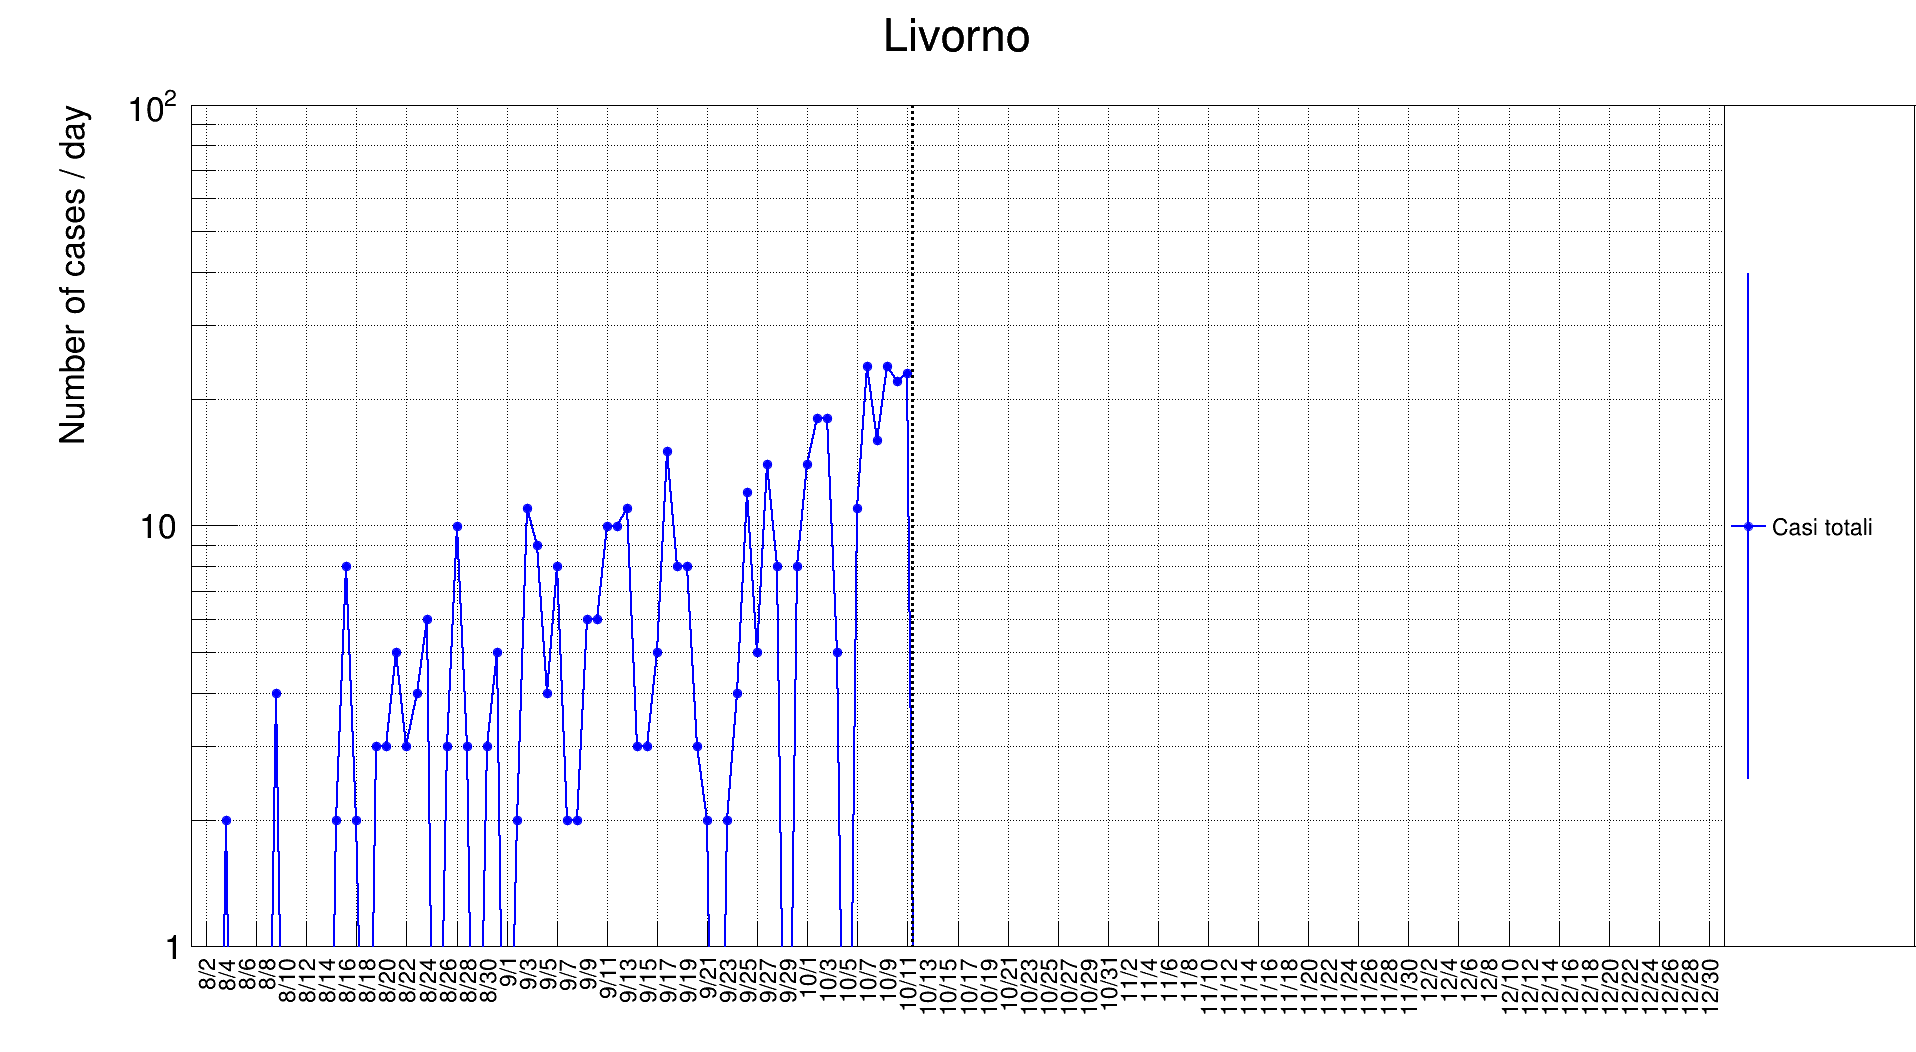 Livorno
Number of cases / day
10²
10
1
8/2 8/4 8/6 8/8 8/10 8/12 8/14 8/16 8/18 8/20 8/22 8/24 8/26 8/28 8/30 9/1 9/3 9/5 9/7 9/9 9/11 9/13 9/15 9/17 9/19 9/21 9/23 9/25 9/27 9/29 10/1 10/3 10/5 10/7 10/9 10/11 10/13 10/15 10/17 10/19 10/21 10/23 10/25 10/27 10/29 10/31 11/2 11/4 11/6 11/8 11/10 11/12 11/14 11/16 11/18 11/20 11/22 11/24 11/26 11/28 11/30 12/2 12/4 12/6 12/8 12/10 12/12 12/14 12/16 12/18 12/20 12/22 12/24 12/26 12/28 12/30
Casi totali